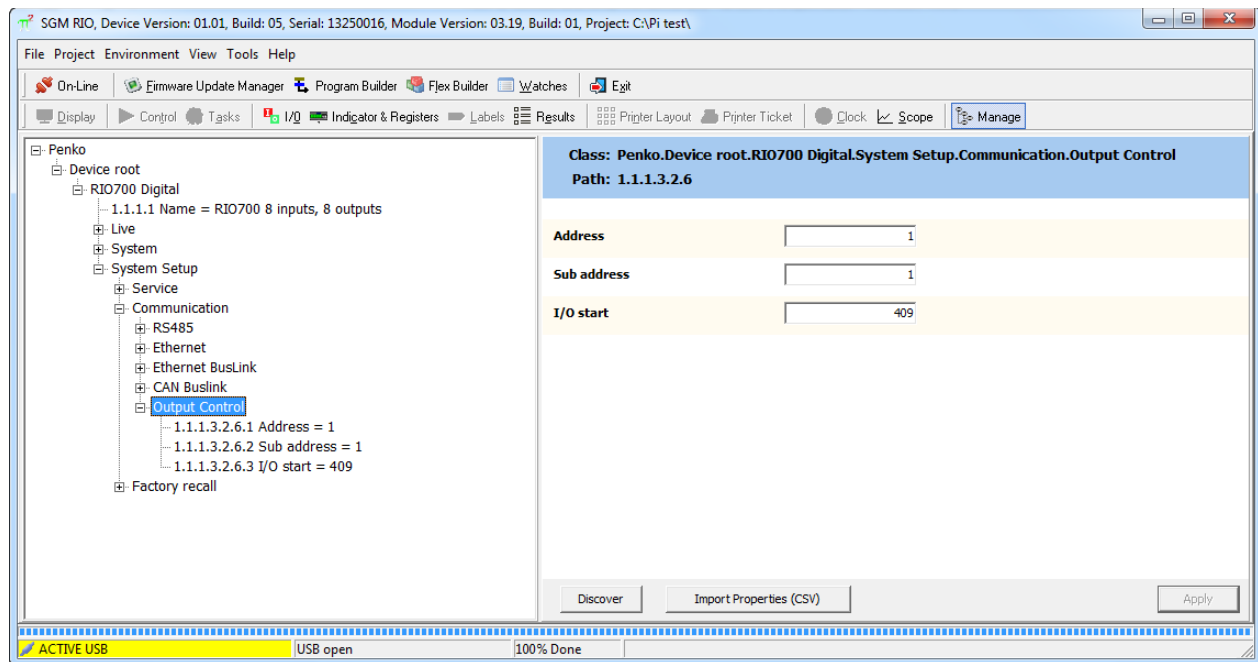 SGM RIO, Device Version: 01.01, Build: 05, Serial: 13250016, Module Version: 03.19, Build: 01, Project: C:\Pi test\
File Project Environment View Tools Help
On-Line Firmware Update Manager Program Builder Flex Builder Watches Exit
Display Control Tasks I/O Indicator & Registers Labels Results Printer Layout Printer Ticket Clock Scope Manage
Penko
Device root
RIO700 Digital
1.1.1.1 Name = RIO700 8 inputs, 8 outputs
Live
System
System Setup
Service
Communication
RS485
Ethernet
Ethernet BusLink
CAN Buslink
Output Control
1.1.1.3.2.6.1 Address = 1
1.1.1.3.2.6.2 Sub address = 1
1.1.1.3.2.6.3 I/O start = 409
Factory recall
Class: Penko.Device root.RIO700 Digital.System Setup.Communication.Output Control
Path: 1.1.1.3.2.6
Address 1
Sub address 1
I/O start 409
Discover Import Properties (CSV) Apply
ACTIVE USB USB open 100% Done